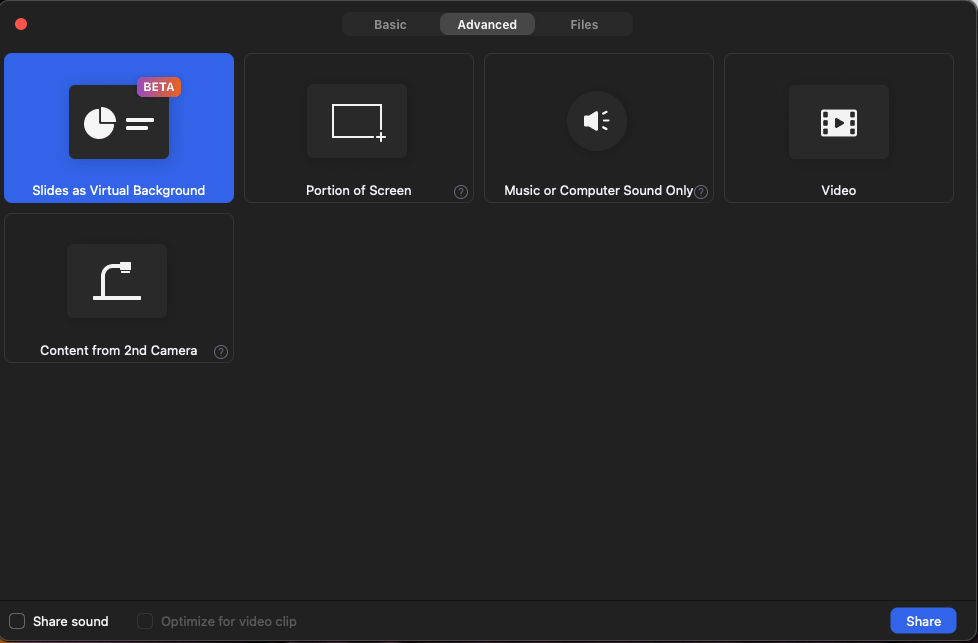 Basic
Advanced
Files
BETA
Slides as Virtual Background
Portion of Screen
?
Music or Computer Sound Only
?
Video
Content from 2nd Camera
?
Share sound
Optimize for video clip
Share